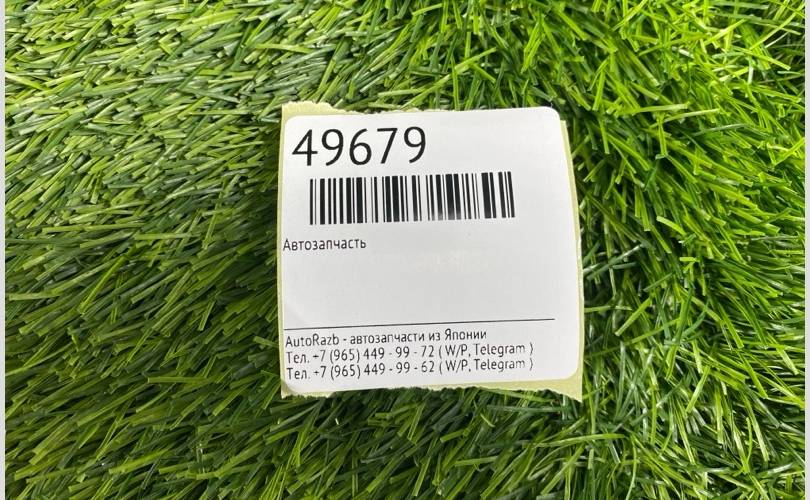 49679
Автозапчасть
AutoRazb - автозапчасти из Японии
Тел. +7 (965) 449 - 99 - 72 ( W/P, Telegram )
Тел. +7 (965) 449 - 99 - 62 ( W/P, Telegram )